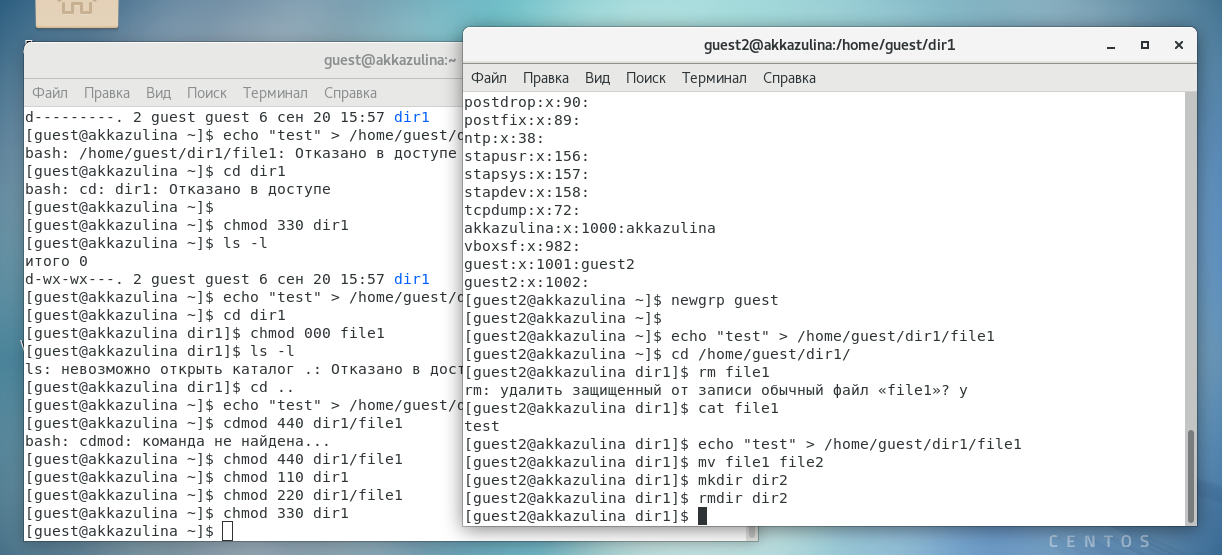 guest@akkazulina:~
Файл Правка Вид Поиск Терминал Справка
d---------. 2 guest guest 6 сен 20 15:57 dir1
[guest@akkazulina ~]$ echo "test" > /home/guest/d
bash: /home/guest/dir1/file1: Отказано в доступе
[guest@akkazulina ~]$ cd dir1
bash: cd: dir1: Отказано в доступе
[guest@akkazulina ~]$
[guest@akkazulina ~]$ chmod 330 dir1
[guest@akkazulina ~]$ ls -l
итого 0
d-wx-wx---. 2 guest guest 6 сен 20 15:57 dir1
[guest@akkazulina ~]$ echo "test" > /home/guest/d
[guest@akkazulina ~]$ cd dir1
[guest@akkazulina dir1]$ chmod 000 file1
[guest@akkazulina dir1]$ ls -l
ls: невозможно открыть каталог .: Отказано в дост
[guest@akkazulina dir1]$ cd ..
[guest@akkazulina ~]$ echo "test" > /home/guest/d
[guest@akkazulina ~]$ cdmod 440 dir1/file1
bash: cdmod: команда не найдена...
[guest@akkazulina ~]$ chmod 440 dir1/file1
[guest@akkazulina ~]$ chmod 110 dir1
[guest@akkazulina ~]$ chmod 220 dir1/file1
[guest@akkazulina ~]$ chmod 330 dir1
[guest@akkazulina ~]$
guest2@akkazulina:/home/guest/dir1
Файл Правка Вид Поиск Терминал Справка
postdrop:x:90:
postfix:x:89:
ntp:x:38:
stapusr:x:156:
stapsys:x:157:
stapdev:x:158:
tcpdump:x:72:
akkazulina:x:1000:akkazulina
vboxsf:x:982:
guest:x:1001:guest2
guest2:x:1002:
[guest2@akkazulina ~]$ newgrp guest
[guest2@akkazulina ~]$
[guest2@akkazulina ~]$ echo "test" > /home/guest/dir1/file1
[guest2@akkazulina ~]$ cd /home/guest/dir1/
[guest2@akkazulina dir1]$ rm file1
rm: удалить защищенный от записи обычный файл «file1»? y
[guest2@akkazulina dir1]$ cat file1
test
[guest2@akkazulina dir1]$ echo "test" > /home/guest/dir1/file1
[guest2@akkazulina dir1]$ mv file1 file2
[guest2@akkazulina dir1]$ mkdir dir2
[guest2@akkazulina dir1]$ rmdir dir2
[guest2@akkazulina dir1]$
CENTOS